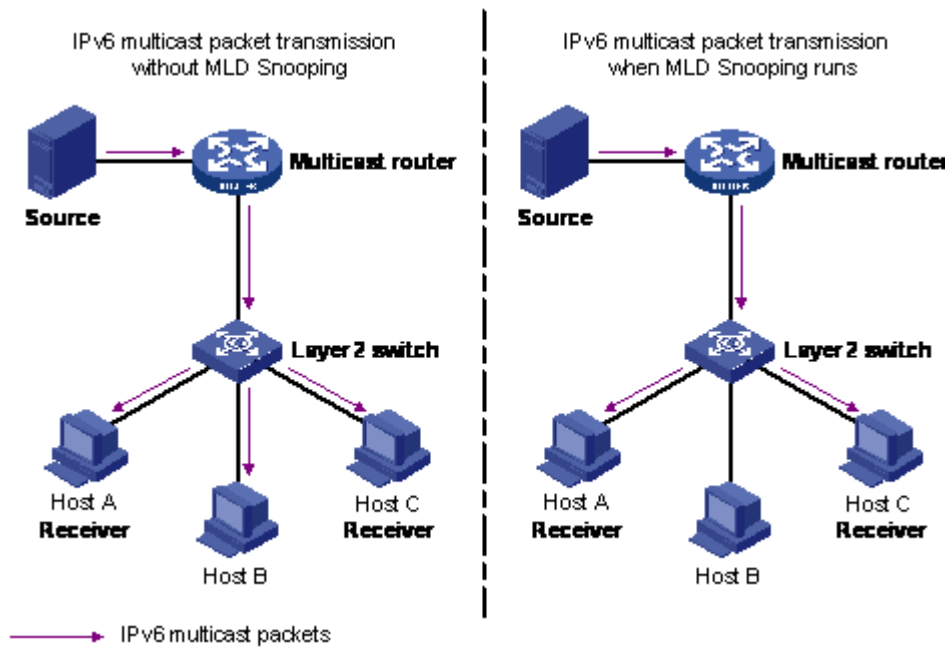 IPv6 multicast packet transmission
without MLD Snooping
Source
Multicast router
Layer 2 switch
Host A
Receiver
Host B
Host C
Receiver
IPv6 multicast packet transmission
when MLD Snooping runs
Source
Multicast router
Layer 2 switch
Host A
Receiver
Host B
Host C
Receiver
IPv6 multicast packets